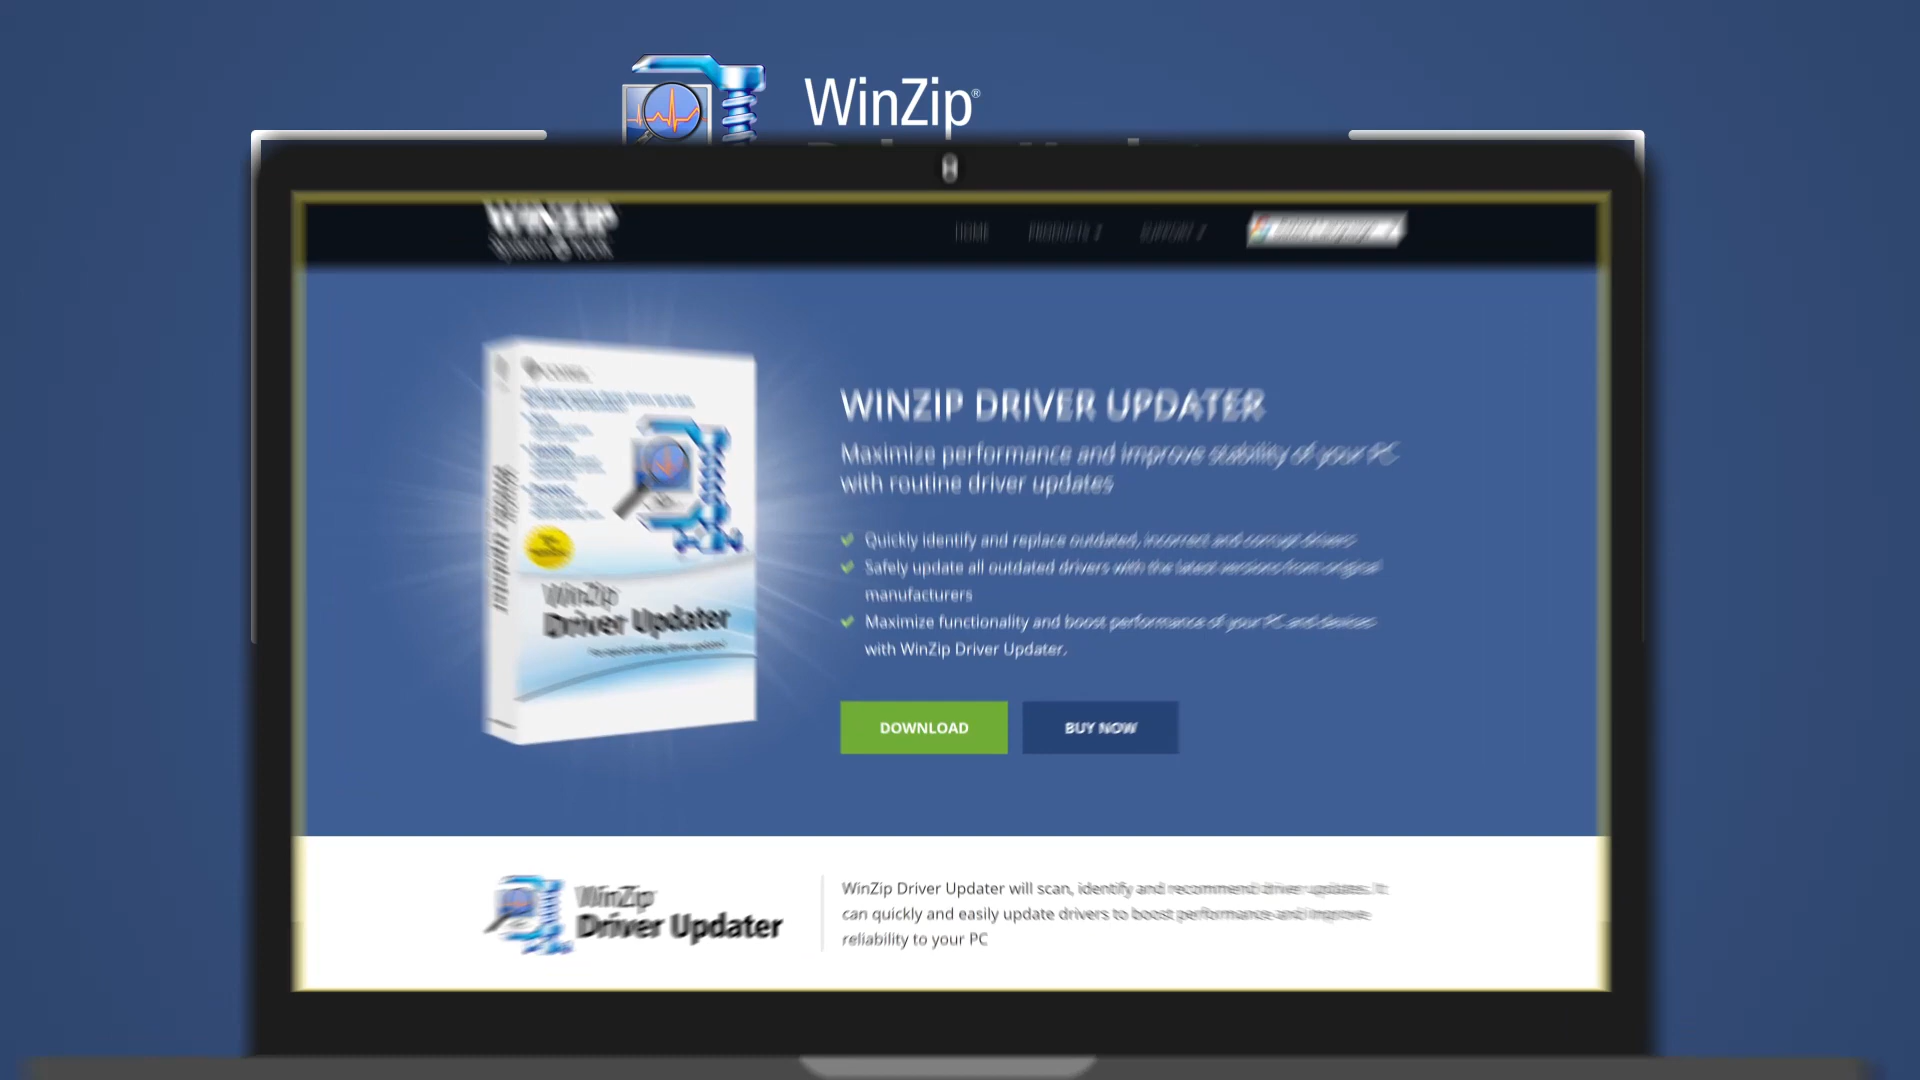 WinZip®
WINZIP
HOME PRODUCTS SUPPORT
WINZIP DRIVER UPDATER
Maximize performance and improve stability of your PC
with routine driver updates
Quickly identify and replace outdated, incorrect and corrupt drivers
Safely update all outdated drivers with the latest versions from original
manufacturers
Maximize functionality and boost performance of your PC and devices
with WinZip Driver Updater.
DOWNLOAD BUY NOW
WinZip
Driver Updater
WinZip
Driver Updater
WinZip Driver Updater will scan, identify and recommend driver updates. It
can quickly and easily update drivers to boost performance and improve
reliability to your PC